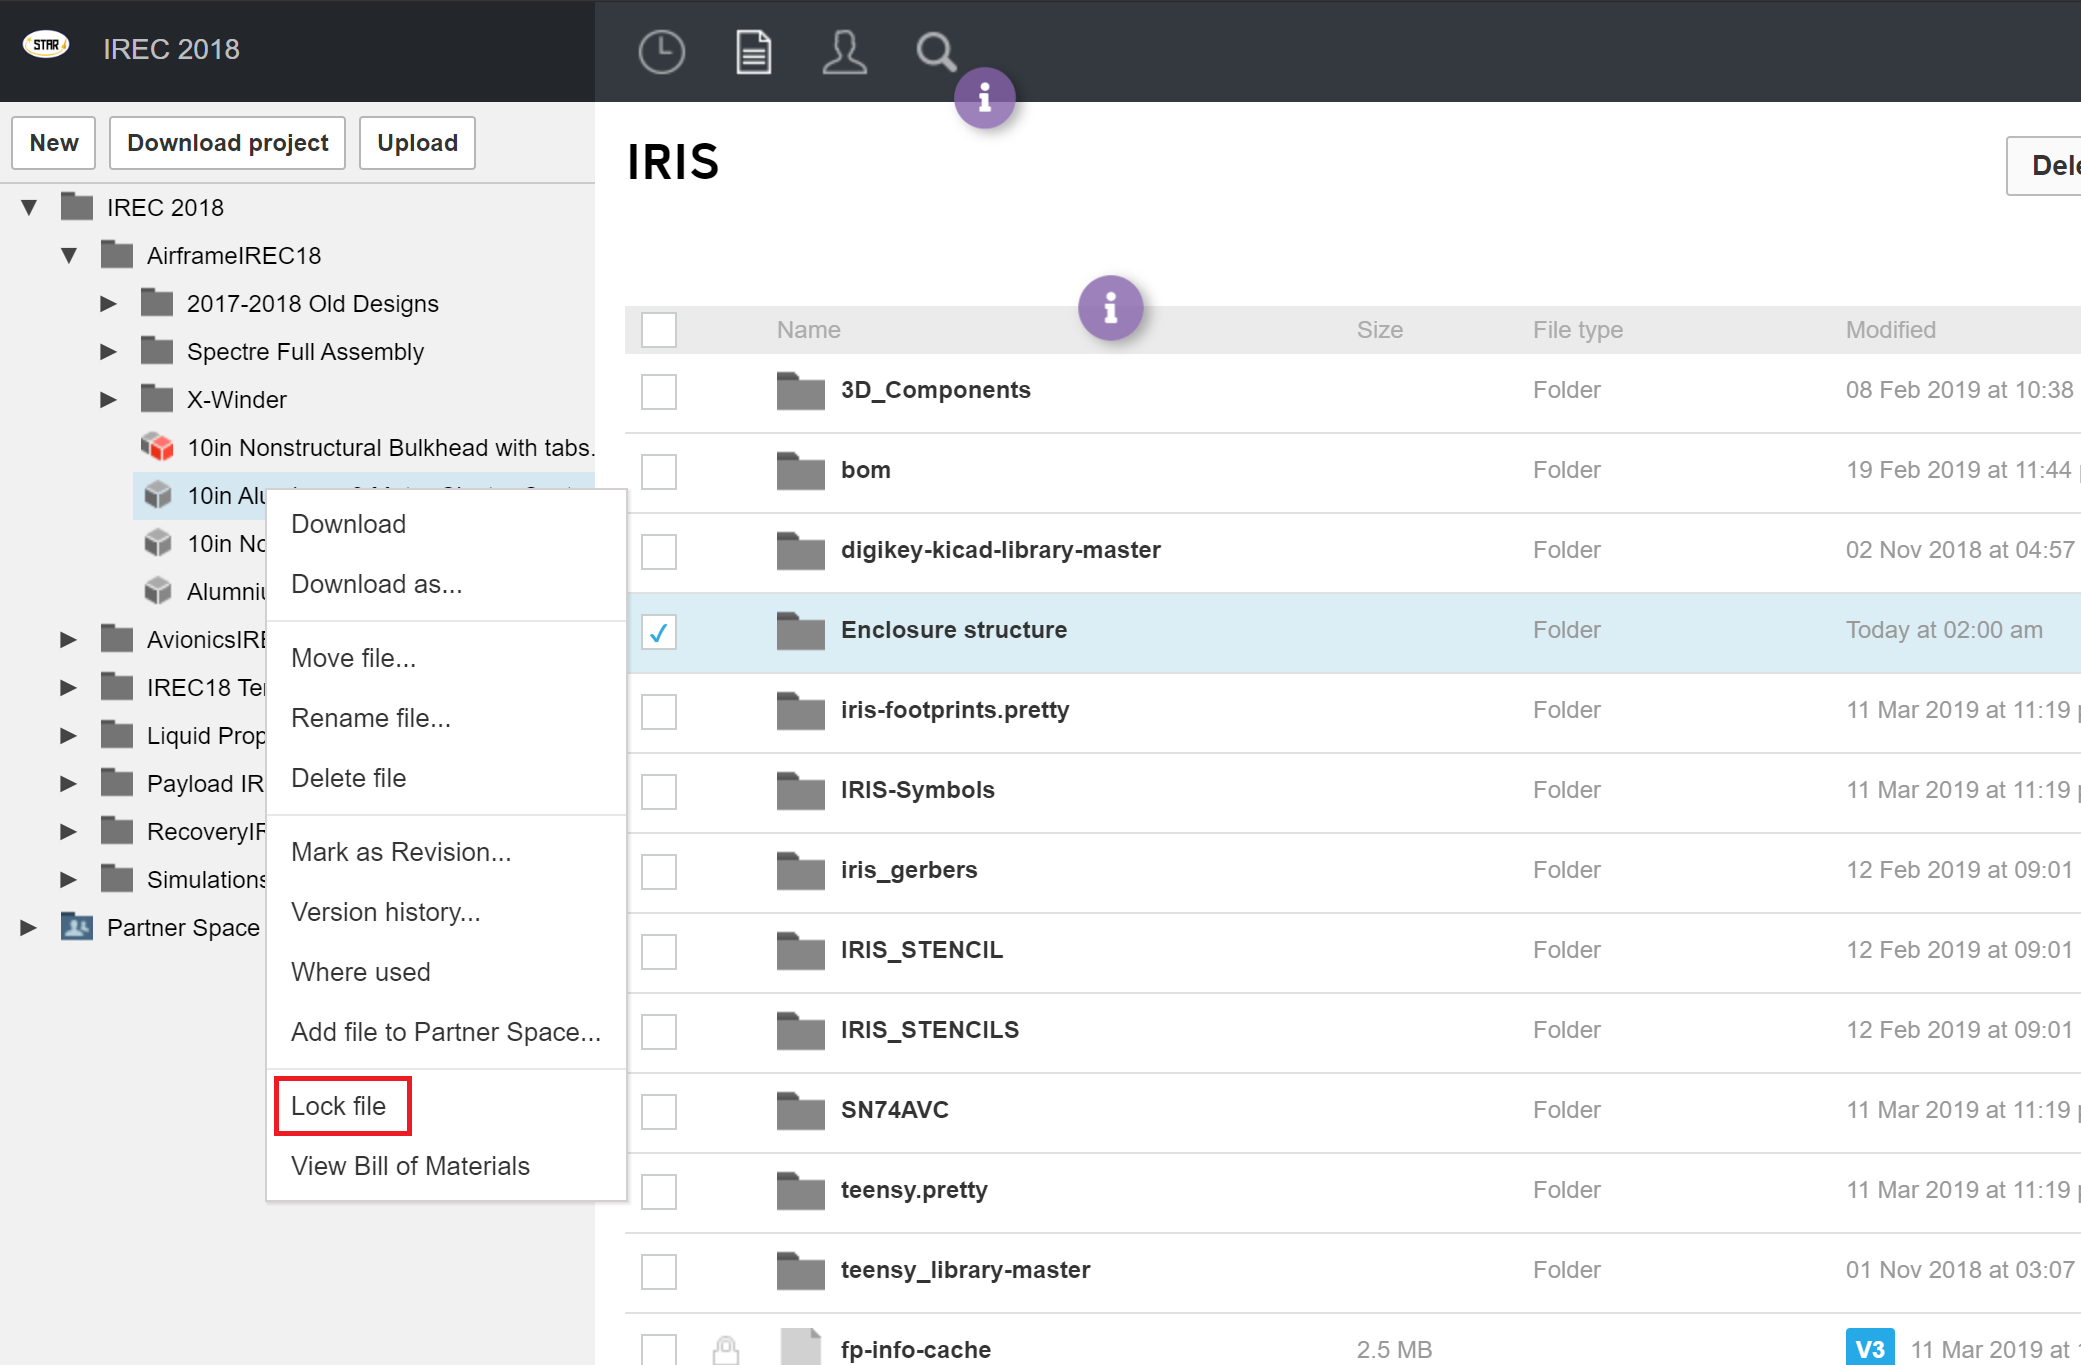 STAR
IREC 2018
New
Download project
Upload
IREC 2018
AirframeIREC18
2017-2018 Old Designs
Spectre Full Assembly
X-Winder
10in Nonstructural Bulkhead with tabs.
10in
10in
AvionicsIRE
IREC18
Liquid Prop
Payload IR
RecoveryIR
Simulations
Partner Space
Download
Download as...
Move file...
Rename file...
Delete file
Mark as Revision...
Version history...
Where used
Add file to Partner Space...
Lock file
View Bill of Materials
IRIS
Dele
Name Size File type Modified
3D_Components Folder 08 Feb 2019 at 10:38
bom Folder 19 Feb 2019 at 11:44
digikey-kicad-library-master Folder 02 Nov 2018 at 04:57
Enclosure structure Folder Today at 02:00 am
iris-footprints.pretty Folder 11 Mar 2019 at 11:19
IRIS-Symbols Folder 11 Mar 2019 at 11:19
iris_gerbers Folder 12 Feb 2019 at 09:01
IRIS_STENCIL Folder 12 Feb 2019 at 09:01
IRIS_STENCILS Folder 12 Feb 2019 at 09:01
SN74AVC Folder 11 Mar 2019 at 11:19
teensy.pretty Folder 11 Mar 2019 at 11:19
teensy_library-master Folder 01 Nov 2018 at 03:07
fp-info-cache 2.5 MB V3 11 Mar 2019 at